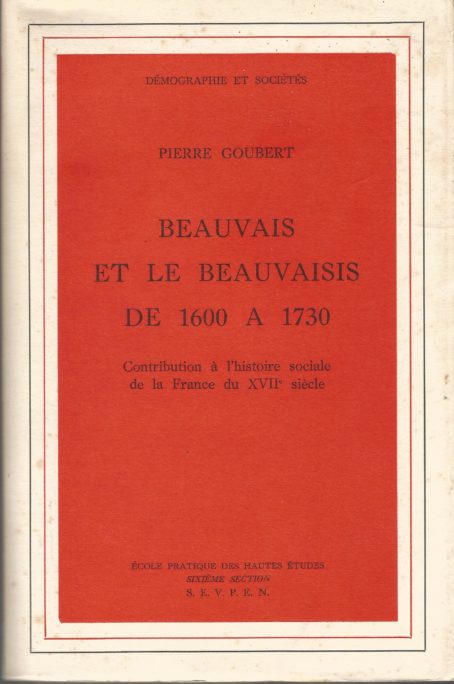 DÉMOGRAPHIE ET SOCIÉTÉS
PIERRE GOUBERT
BEAUVAIS
ET LE BEAUVAISIS
DE 1600 A 1730
Contribution à l'histoire sociale
de la France du XVIIe siècle
ÉCOLE PRATIQUE DES HAUTES ÉTUDES
SIXIÈME SECTION
S. E. V. P. E. N.